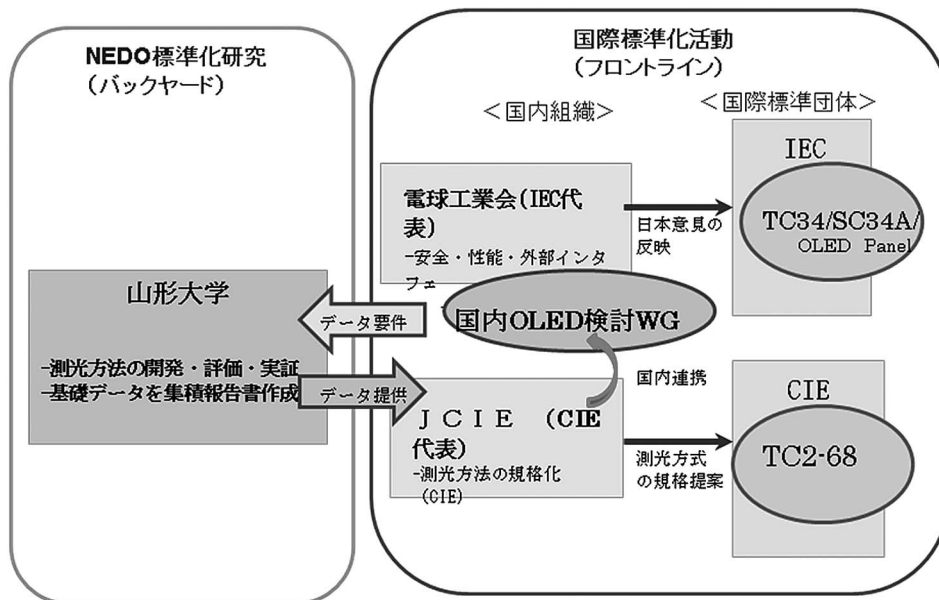 NEDO標準化研究
(バックヤード)
山形大学
-測光方法の開発・評価・実証
-基礎データを集積報告書作成
データ要件
データ提供
国際標準化活動
(フロントライン)
＜国内組織＞
＜国際標準団体＞
電球工業会(IEC代
表)
-安全・性能・外部インタ
フェ
国内OLED検討WG
ＪＣＩＥ (CIE
代表)
-測光方法の規格化
(CIE)
日本意見の
反映
国内連携
測光方式
の規格提案
IEC
TC34/SC34A/
OLED Panel
CIE
TC2-68